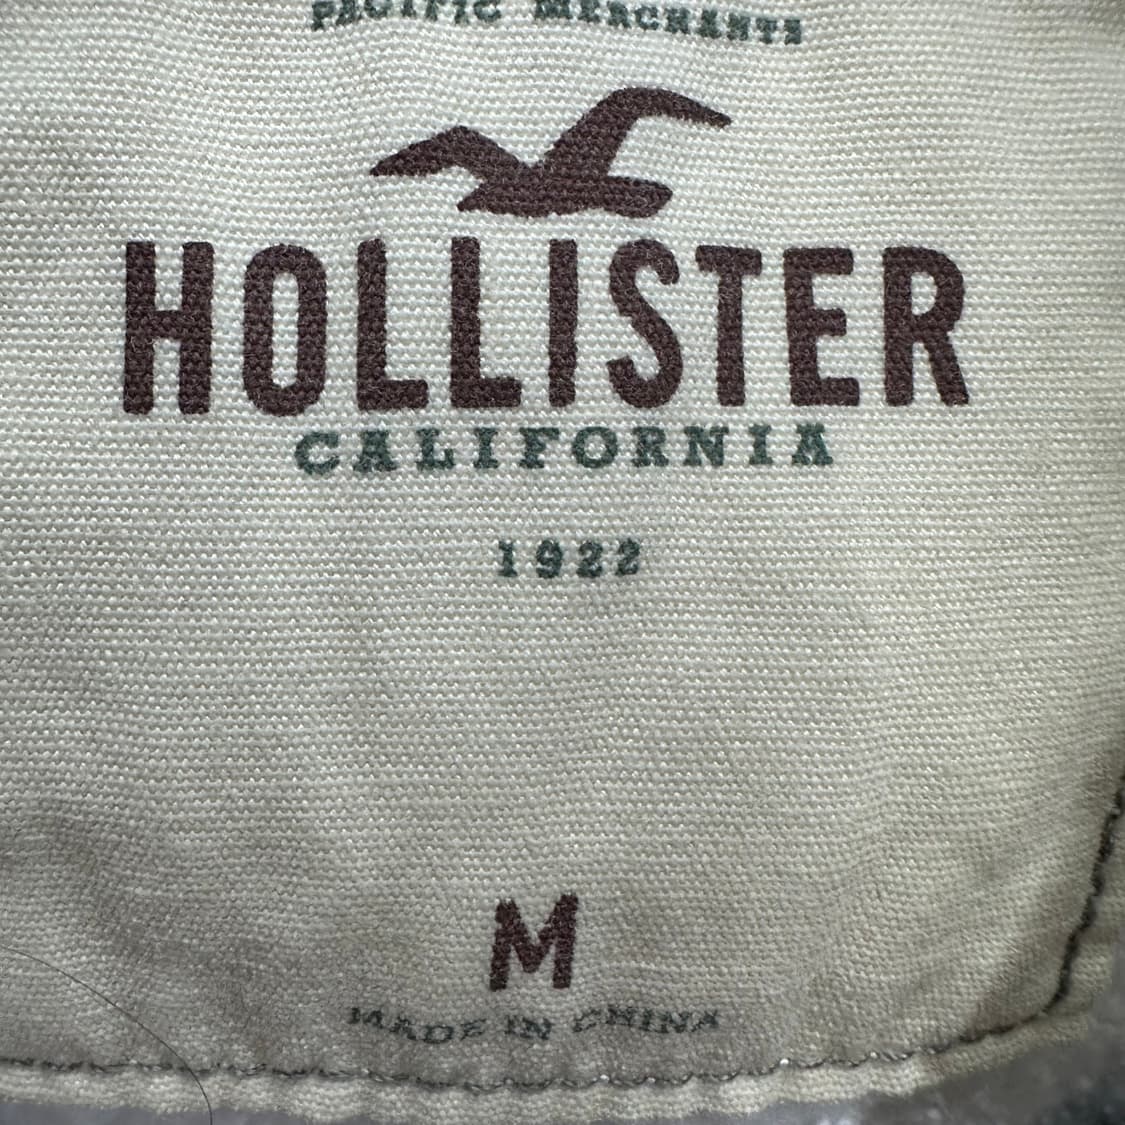 PACIFIC MERCHANTS
HOLLISTER
CALIFORNIA
1922
M
MADE IN CHINA